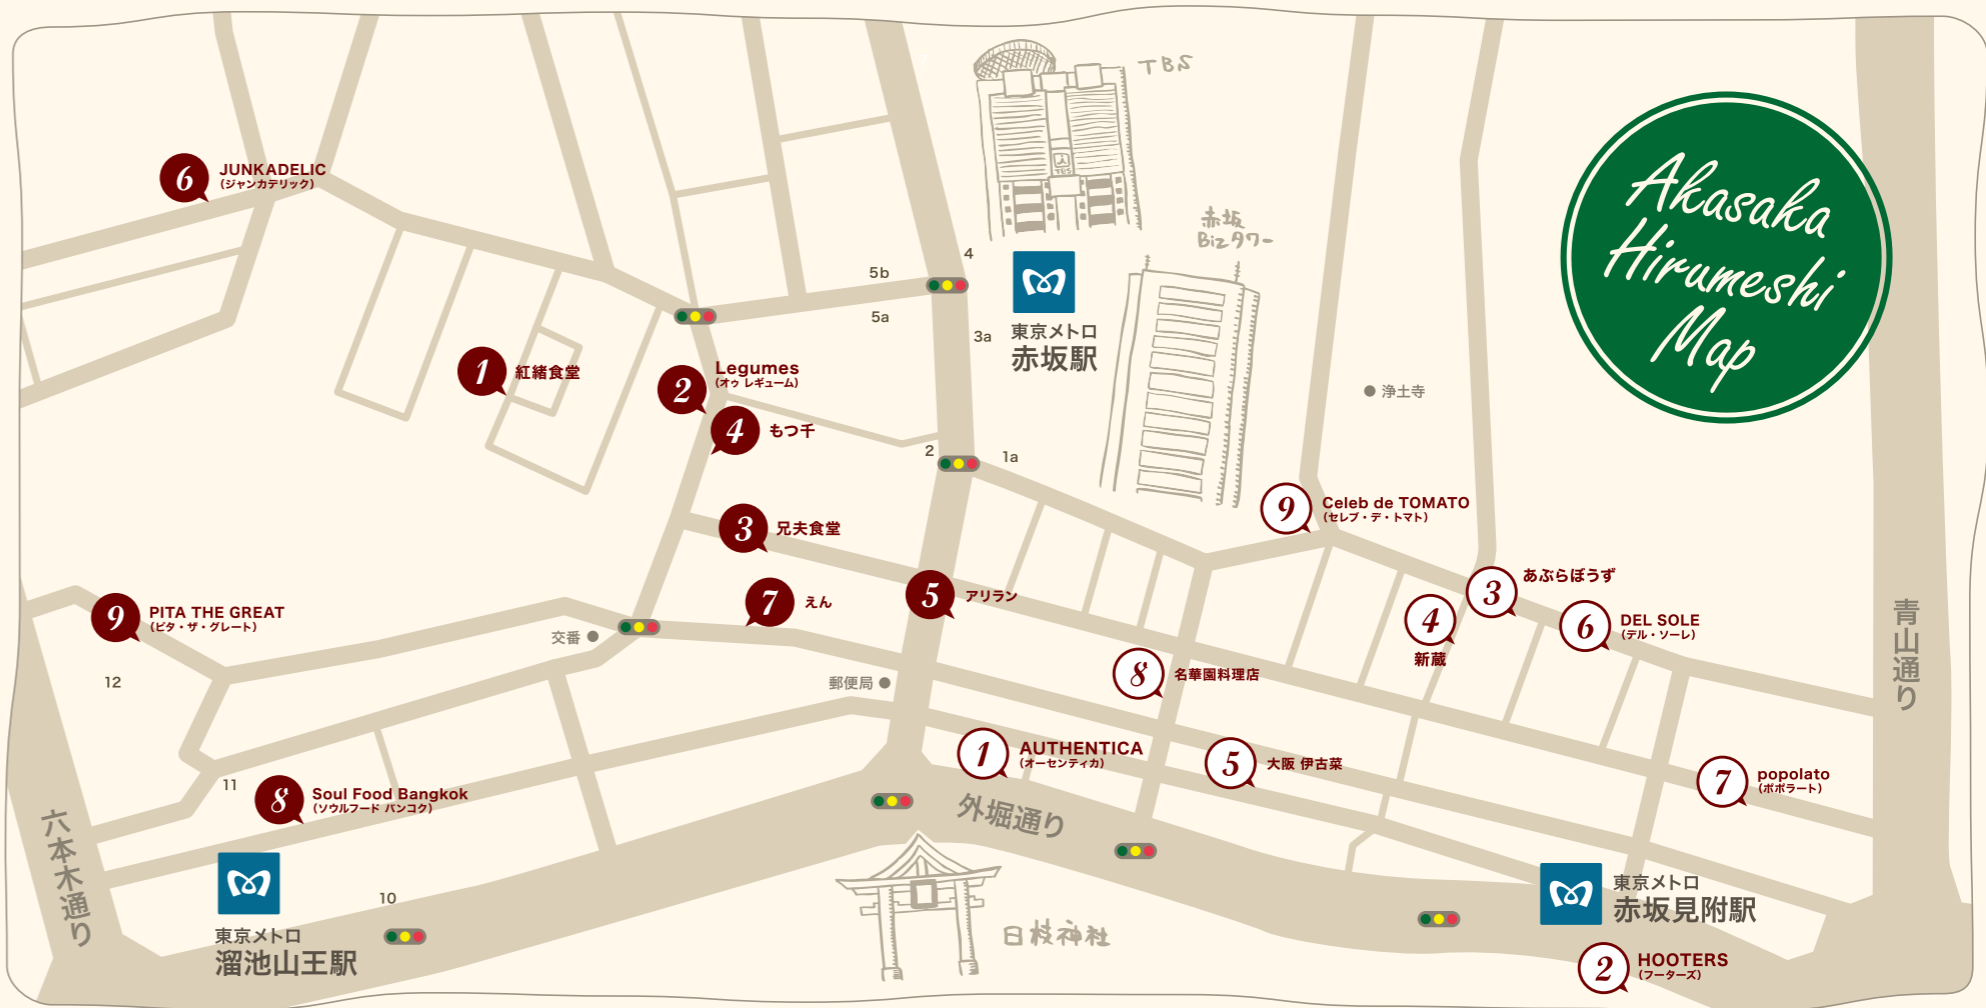 Akasaka
Hirumeshi
Map
TBS
TBS
赤坂
Bizタワー
6
JUNKADELIC
（ジャンカデリック）
4
5b
5a
3a
東京メトロ
赤坂駅
1
紅緒食堂
2
Legumes
（オゥ レギューム）
4
もつ千
浄土寺
2
1a
3
兄夫食堂
9
Celeb de TOMATO
（セレブ・デ・トマト）
3
あぶらぼうず
4
新蔵
6
DEL SOLE
（デル・ソーレ）
青山通り
9
PITA THE GREAT
（ピタ・ザ・グレート）
12
交番
7
えん
5
アリラン
郵便局
8
名華園料理店
1
AUTHENTICA
（オーセンティカ）
5
大阪 伊古菜
7
popolato
（ポポラート）
11
8
Soul Food Bangkok
（ソウルフード バンコク）
六本木通り
外堀通り
10
東京メトロ
溜池山王駅
日枝神社
東京メトロ
赤坂見附駅
2
HOOTERS
（フーターズ）